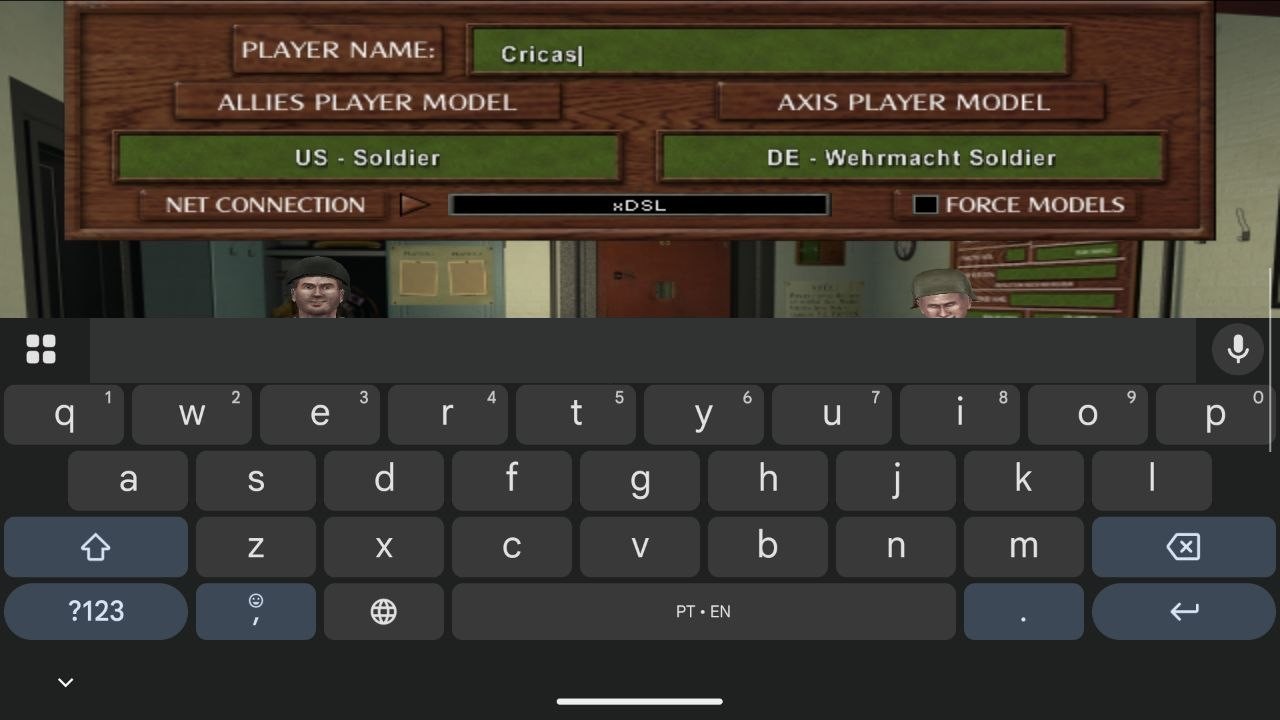 PLAYER NAME: Cricas
ALLIES PLAYER MODEL AXIS PLAYER MODEL
US - Soldier DE - Wehrmacht Soldier
NET CONNECTION xDSL FORCE MODELS
q 1 w 2 e 3 r 4 t 5 y 6 u 7 i 8 o 9 p 0
a s d f g h j k l
z x c v b n m
?123 , PT • EN .